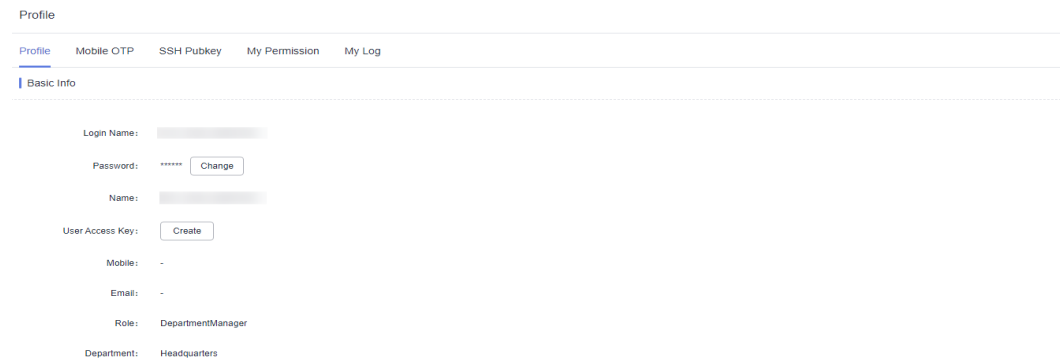 Profile
Profile Mobile OTP SSH Pubkey My Permission My Log
Basic Info
Login Name:
Password: ****** Change
Name:
User Access Key: Create
Mobile: -
Email: -
Role: DepartmentManager
Department: Headquarters